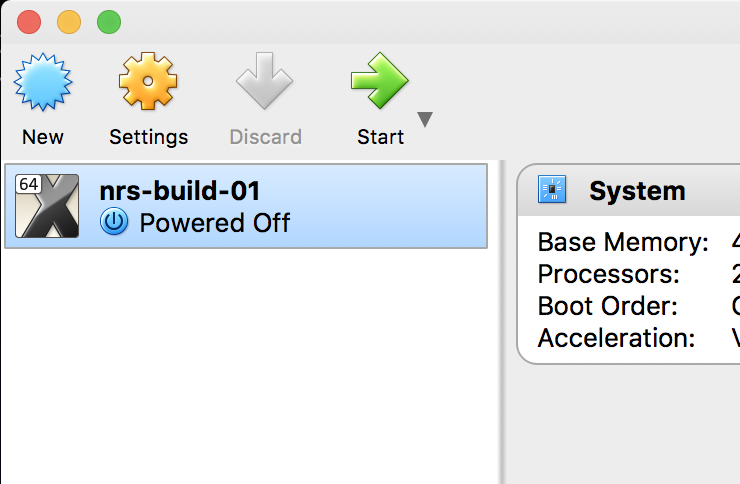 New Settings Discard Start
64
nrs-build-01
Powered Off
System
Base Memory: 4
Processors: 2
Boot Order:
Acceleration: V